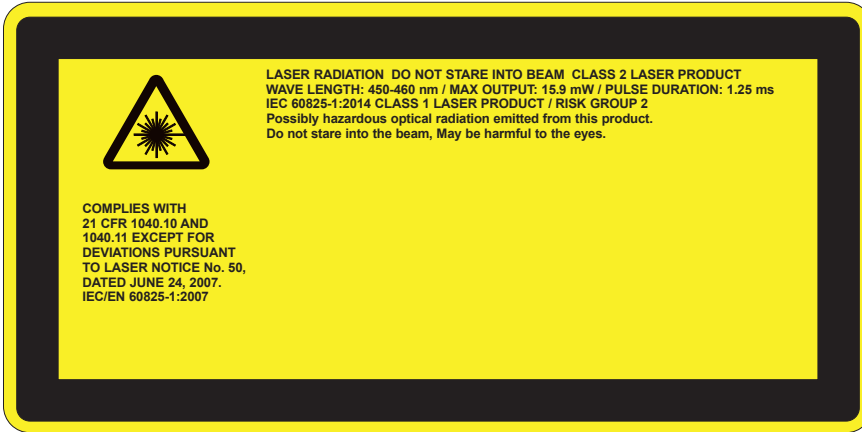 LASER RADIATION  DO NOT STARE INTO BEAM  CLASS 2 LASER PRODUCT
WAVE LENGTH: 450-460 nm / MAX OUTPUT: 15.9 mW / PULSE DURATION: 1.25 ms
IEC 60825-1:2014 CLASS 1 LASER PRODUCT / RISK GROUP 2
Possibly hazardous optical radiation emitted from this product.
Do not stare into the beam, May be harmful to the eyes.
COMPLIES WITH
21 CFR 1040.10 AND
1040.11 EXCEPT FOR
DEVIATIONS PURSUANT
TO LASER NOTICE No. 50,
DATED JUNE 24, 2007.
IEC/EN 60825-1:2007